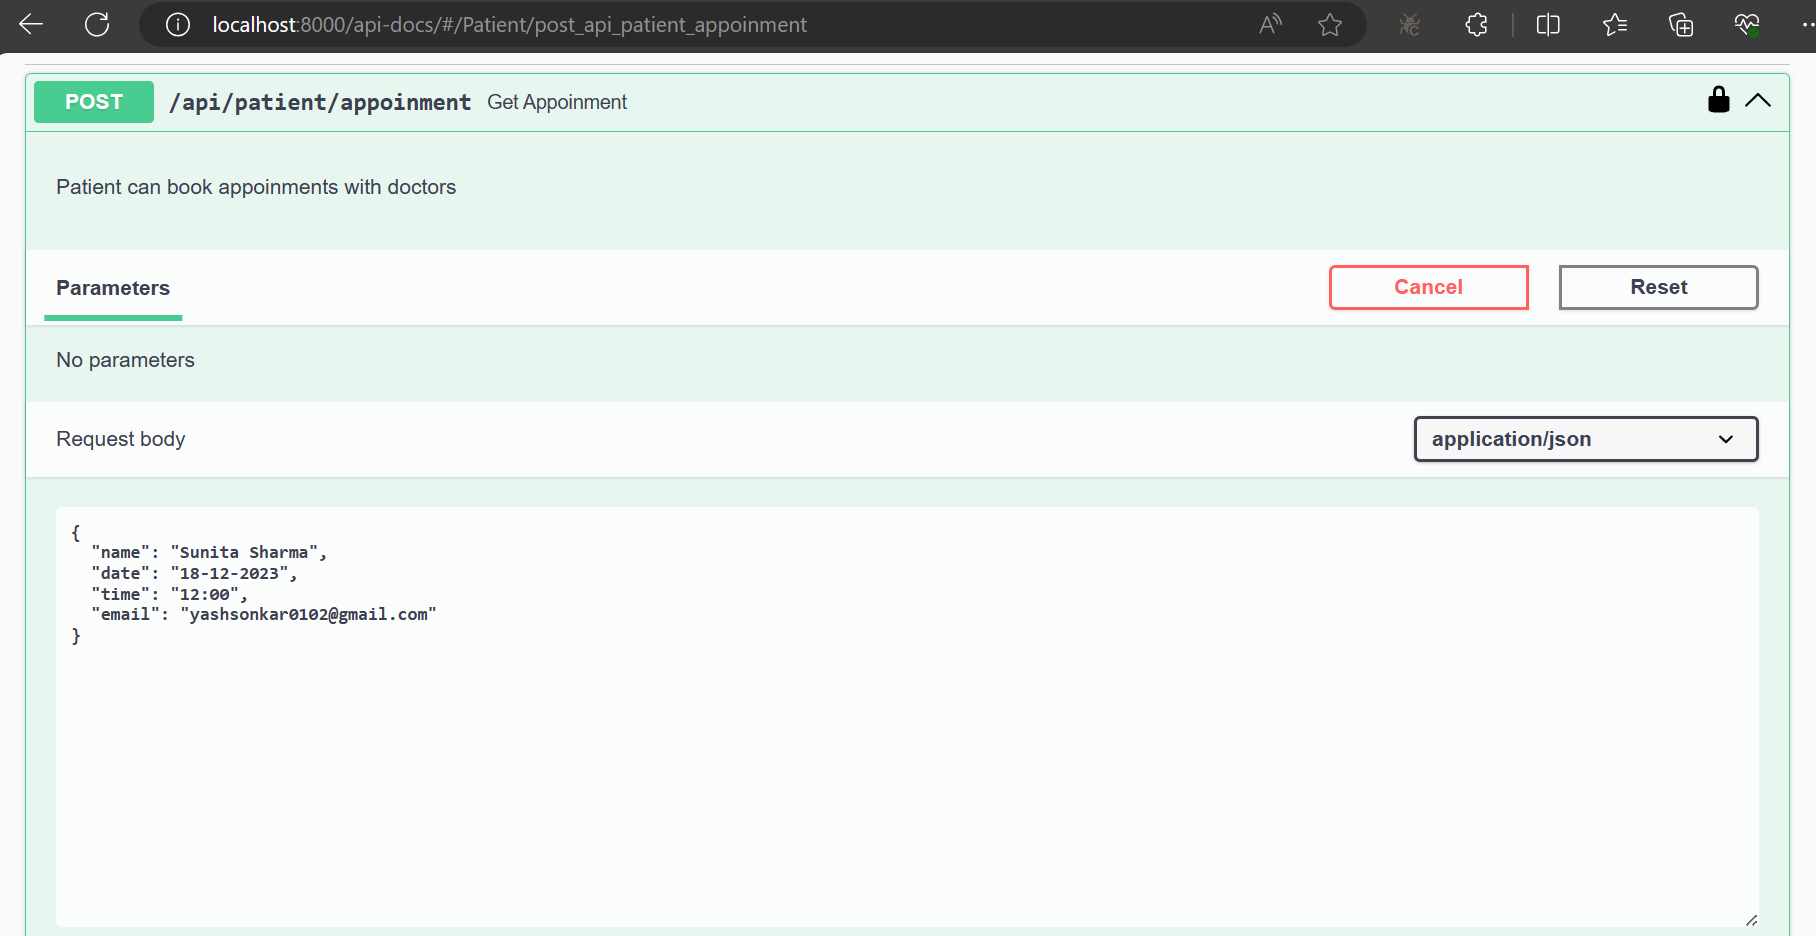 localhost:8000/api-docs/#/Patient/post_api_patient_appoinment
POST /api/patient/appoinment Get Appoinment
Patient can book appoinments with doctors
Parameters Cancel Reset
No parameters
Request body application/json
{
  "name": "Sunita Sharma",
  "date": "18-12-2023",
  "time": "12:00",
  "email": "yashsonkar0102@gmail.com"
}